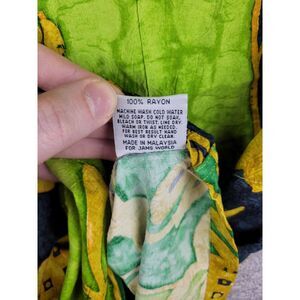 100% RAYON
MACHINE WASH COLD WATER
MILD SOAP. DO NOT SOAK,
BLEACH OR TWIST. LINE DRY
WARM IRON AS NEEDED.
FOR BEST RESULT HAND
WASH OR DRY CLEAN.
MADE IN MALAYSIA
FOR JAMS WORLD